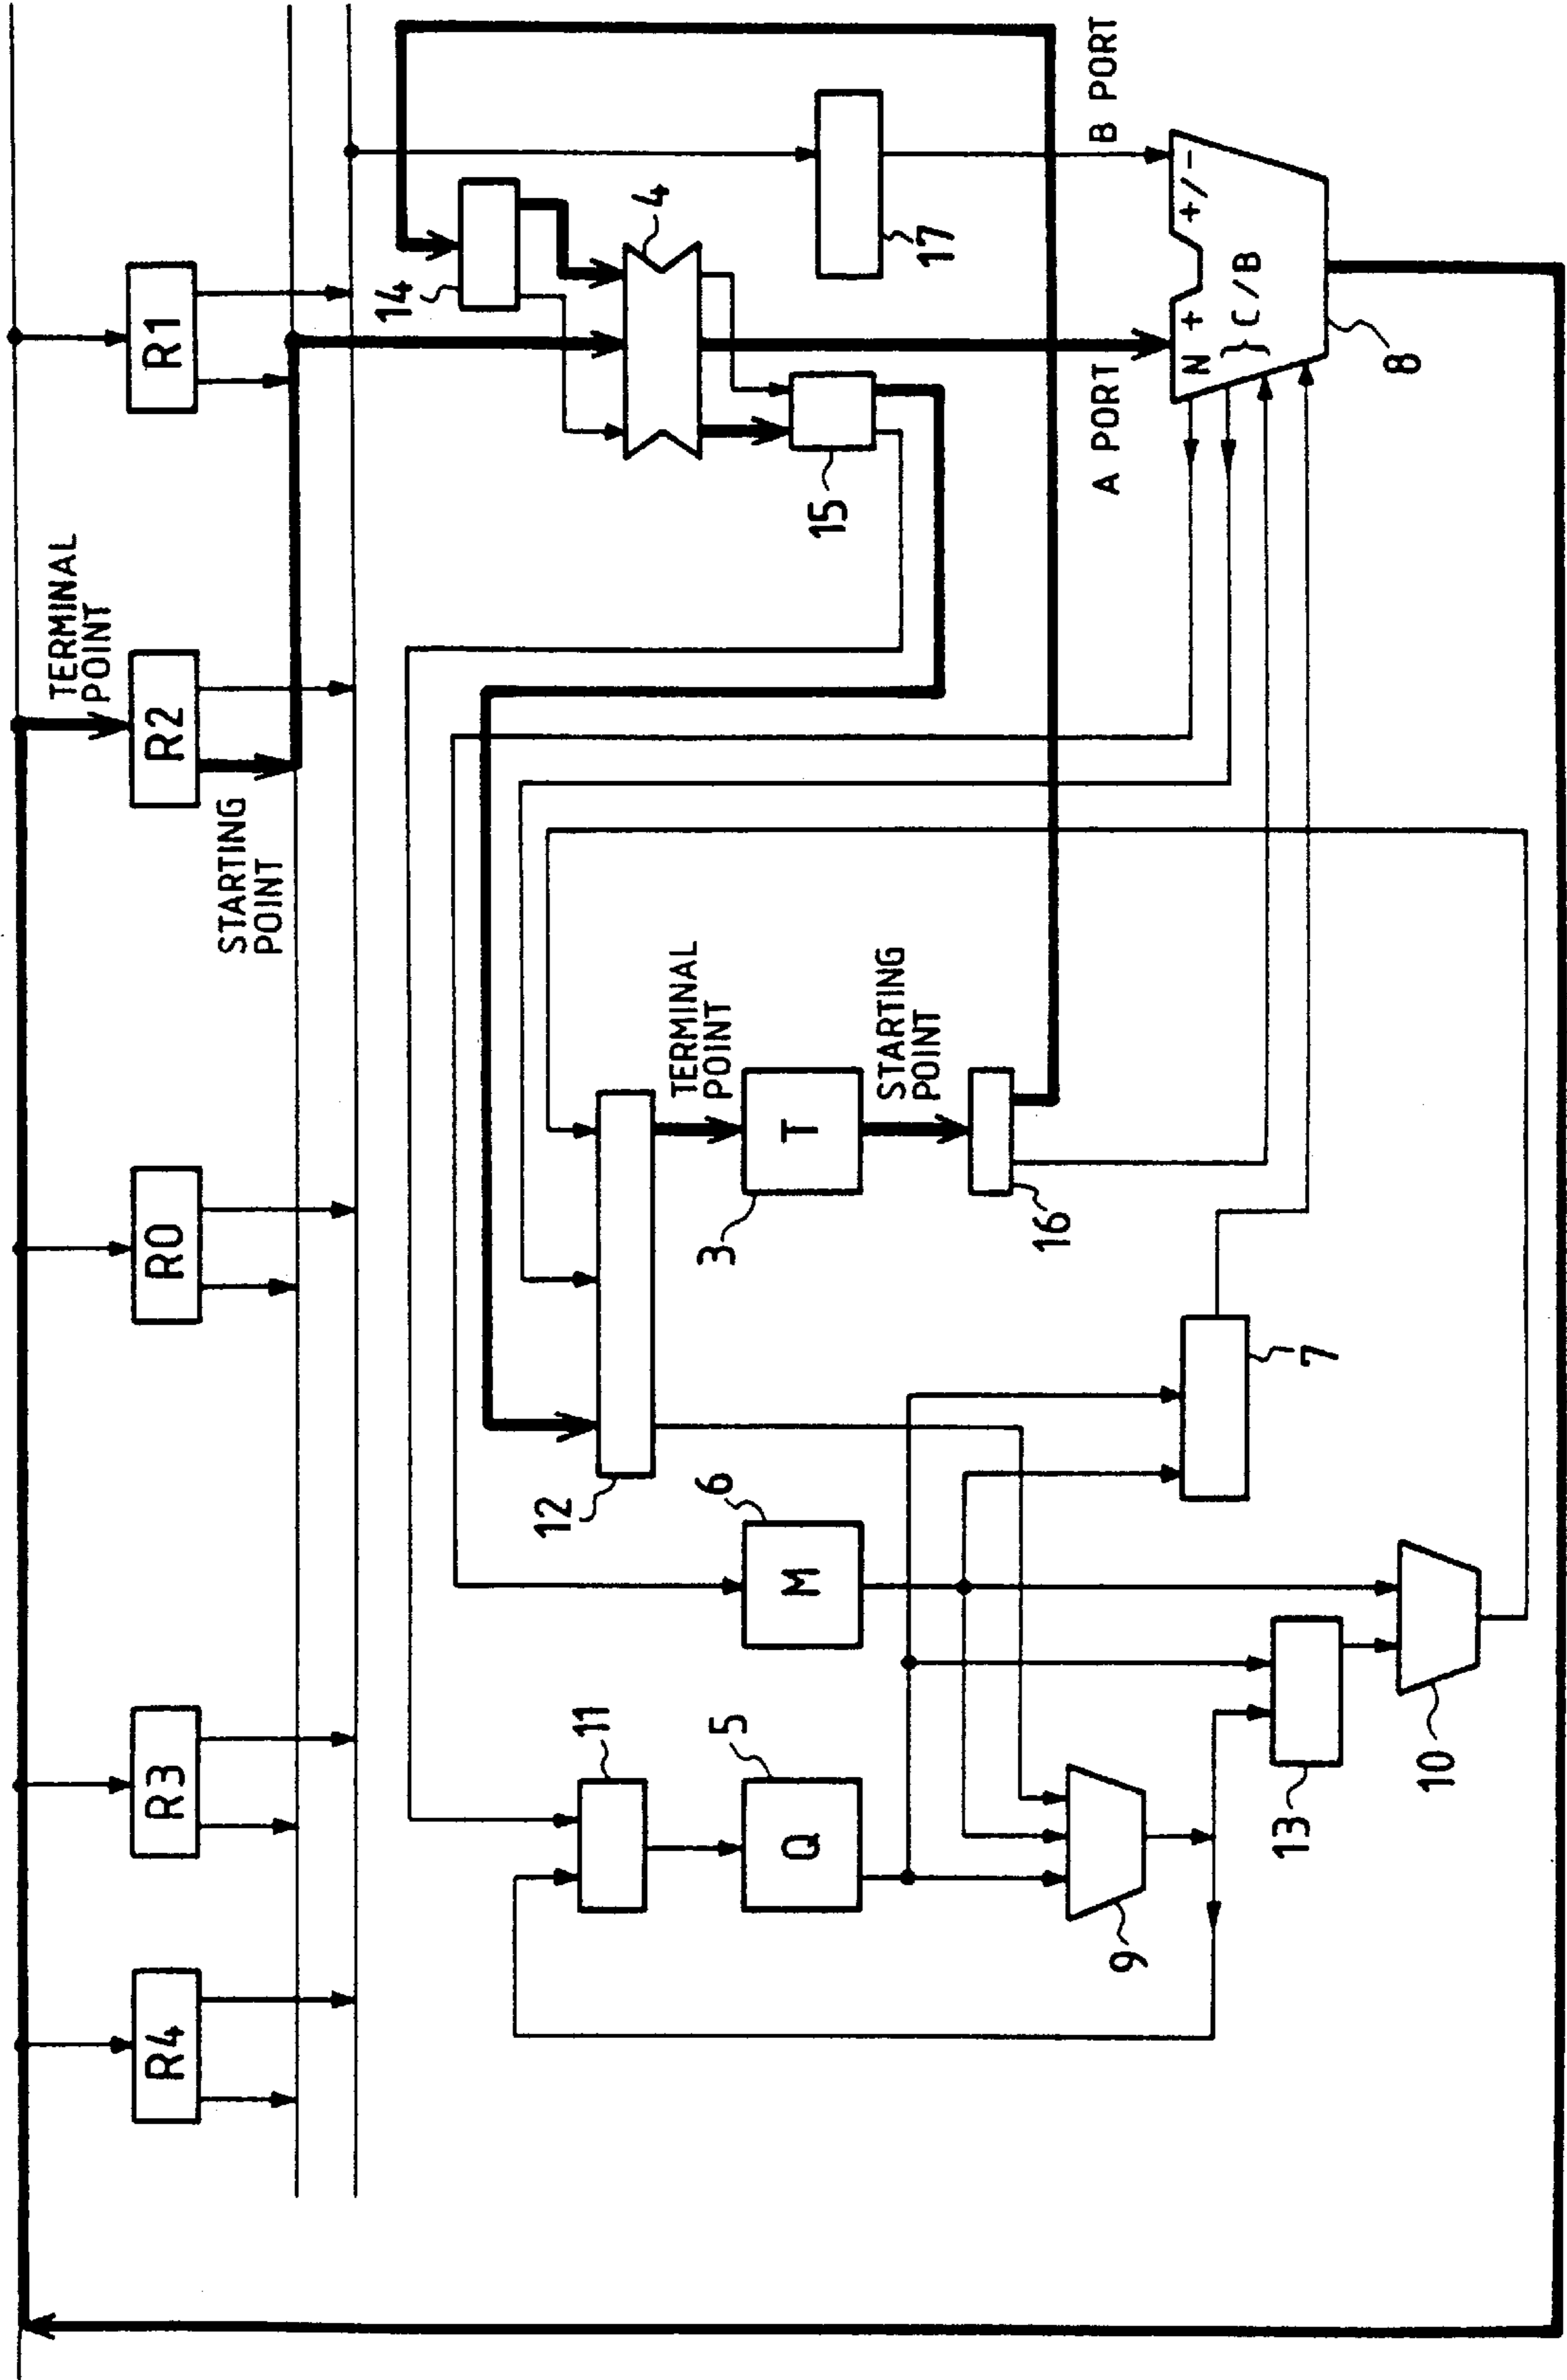 R4
R3
R0
R2
R1
TERMINAL
POINT
STARTING
POINT
14
4
15
17
A PORT
B PORT
N + +/-
} C/B
8
11
5
Q
12
6
M
TERMINAL
POINT
3
T
STARTING
POINT
16
7
9
13
10